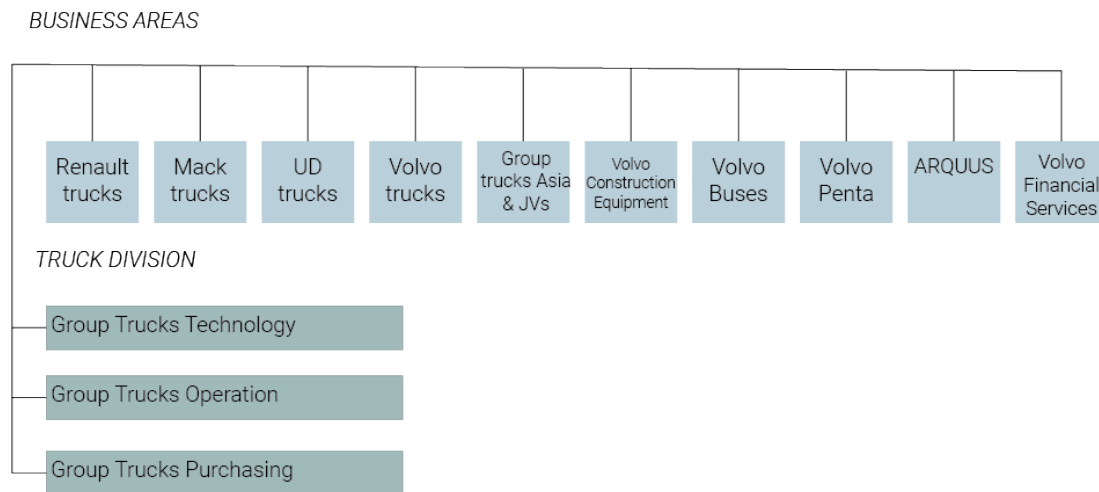 BUSINESS AREAS
Renault
trucks
Mack
trucks
UD
trucks
Volvo
trucks
Group
trucks Asia
& JVs
Volvo
Construction
Equipment
Volvo
Buses
Volvo
Penta
ARQUUS
Volvo
Financial
Services
TRUCK DIVISION
Group Trucks Technology
Group Trucks Operation
Group Trucks Purchasing